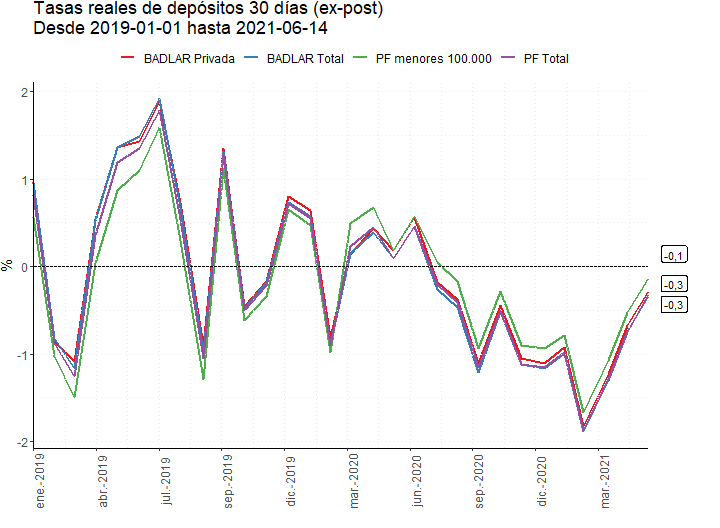 Tasas reales de depósitos 30 días (ex-post)
Desde 2019-01-01 hasta 2021-06-14
BADLAR Privada BADLAR Total PF menores 100.000 PF Total
%
2
1
0
-1
-2
-0,1
-0,3
-0,3
ene.-2019
abr.-2019
jul.-2019
sep.-2019
dic.-2019
mar.-2020
jun.-2020
sep.-2020
dic.-2020
mar.-2021